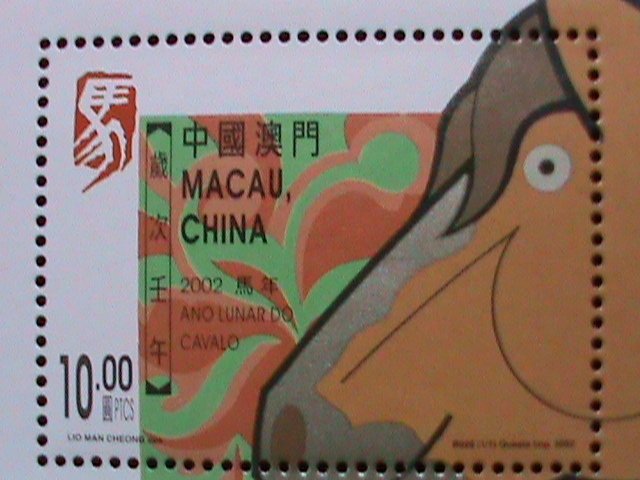 馬
歲次壬午
中國澳門
MACAU,
CHINA
2002 馬年
ANO LUNAR DO
CAVALO
10.00
圓 PTCS
LIO MAN CHEONG